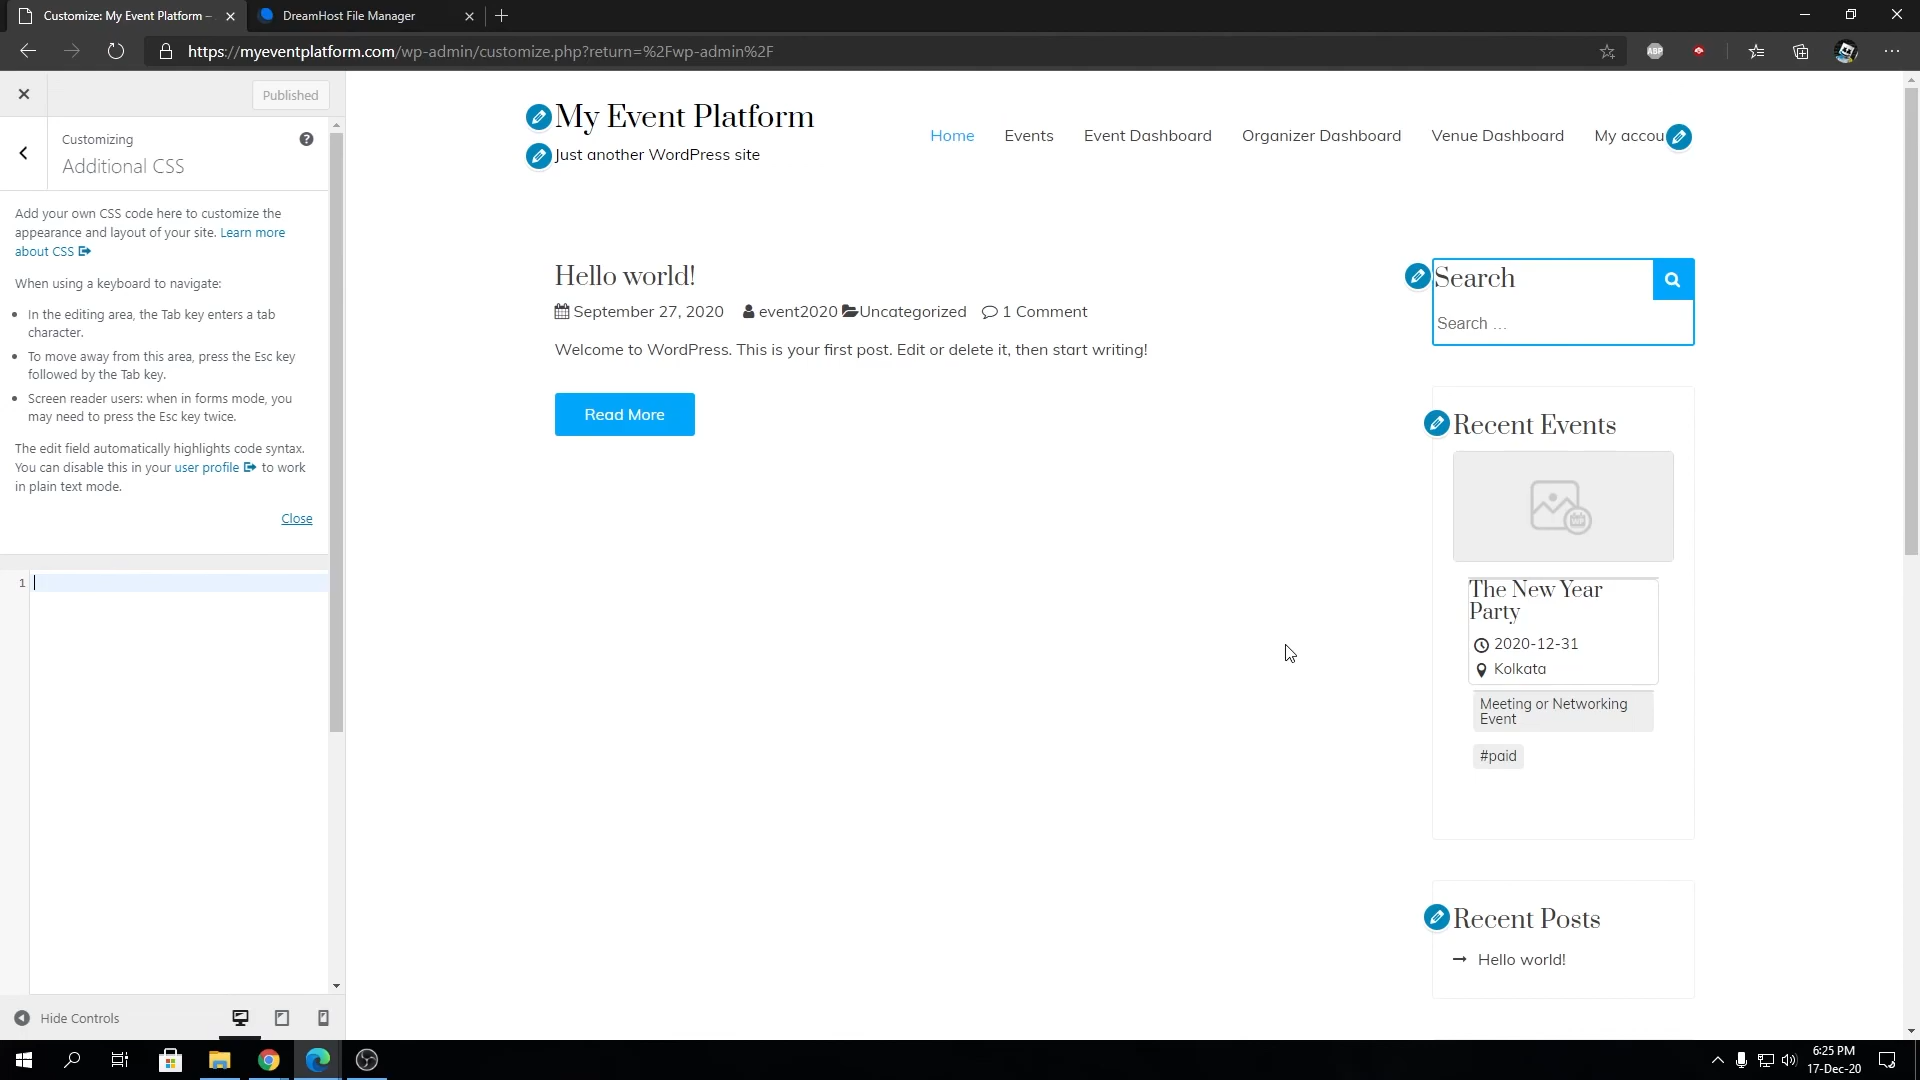 Customize: My Event Platform –
DreamHost File Manager
https://myeventplatform.com/wp-admin/customize.php?return=%2Fwp-admin%2F
ABP
Published
Customizing
Additional CSS
Add your own CSS code here to customize the
appearance and layout of your site. Learn more
about CSS
When using a keyboard to navigate:
In the editing area, the Tab key enters a tab
character.
To move away from this area, press the Esc key
followed by the Tab key.
Screen reader users: when in forms mode, you
may need to press the Esc key twice.
The edit field automatically highlights code syntax.
You can disable this in your user profile to work
in plain text mode.
Close
1
Hide Controls
My Event Platform
Just another WordPress site
Home Events Event Dashboard Organizer Dashboard Venue Dashboard My accou
Hello world!
September 27, 2020 event2020 Uncategorized 1 Comment
Welcome to WordPress. This is your first post. Edit or delete it, then start writing!
Read More
Search
Search …
Recent Events
The New Year
Party
2020-12-31
Kolkata
Meeting or Networking
Event
#paid
Recent Posts
Hello world!
6:25 PM
17-Dec-20